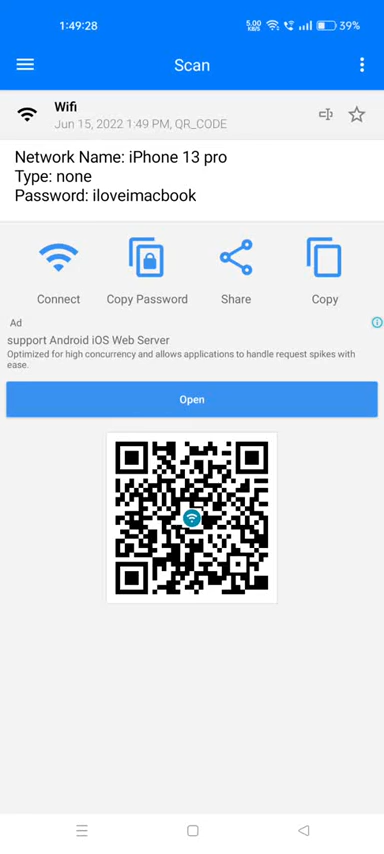 1:49:28
5.00 KB/S
39%
Scan
Wifi
Jun 15, 2022 1:49 PM, QR_CODE
Network Name: iPhone 13 pro
Type: none
Password: iloveimacbook
Connect
Copy Password
Share
Copy
Ad
support Android iOS Web Server
Optimized for high concurrency and allows applications to handle request spikes with
ease.
Open